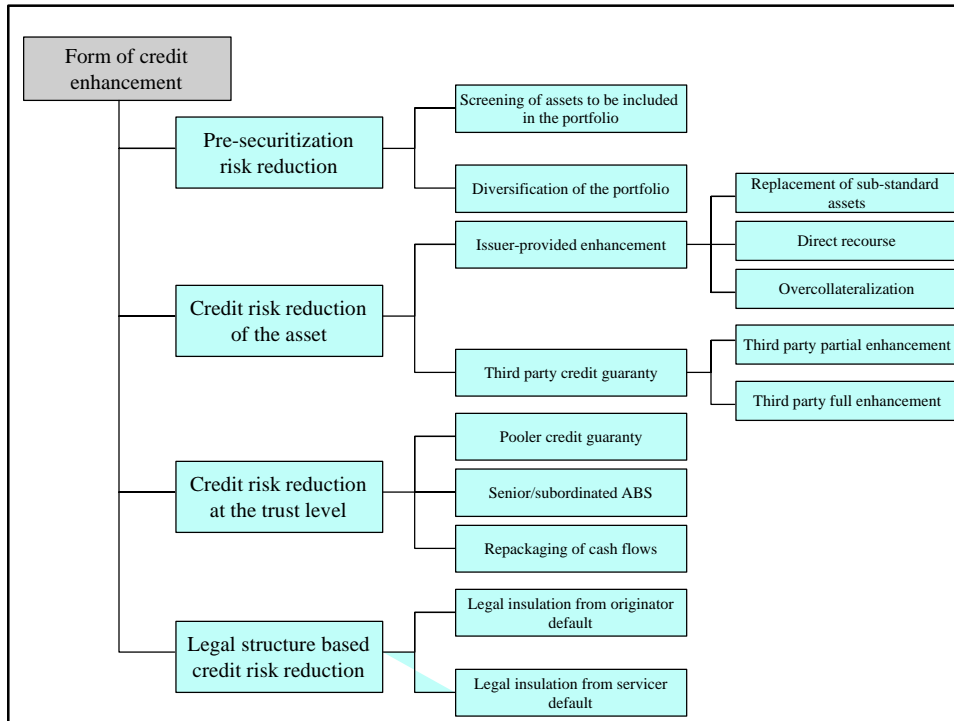 Form of credit
enhancement
Pre-securitization
risk reduction
Screening of assets to be included
in the portfolio
Diversification of the portfolio
Credit risk reduction
of the asset
Issuer-provided enhancement
Replacement of sub-standard
assets
Direct recourse
Overcollateralization
Third party credit guaranty
Third party partial enhancement
Third party full enhancement
Credit risk reduction
at the trust level
Pooler credit guaranty
Senior/subordinated ABS
Repackaging of cash flows
Legal structure based
credit risk reduction
Legal insulation from originator
default
Legal insulation from servicer
default